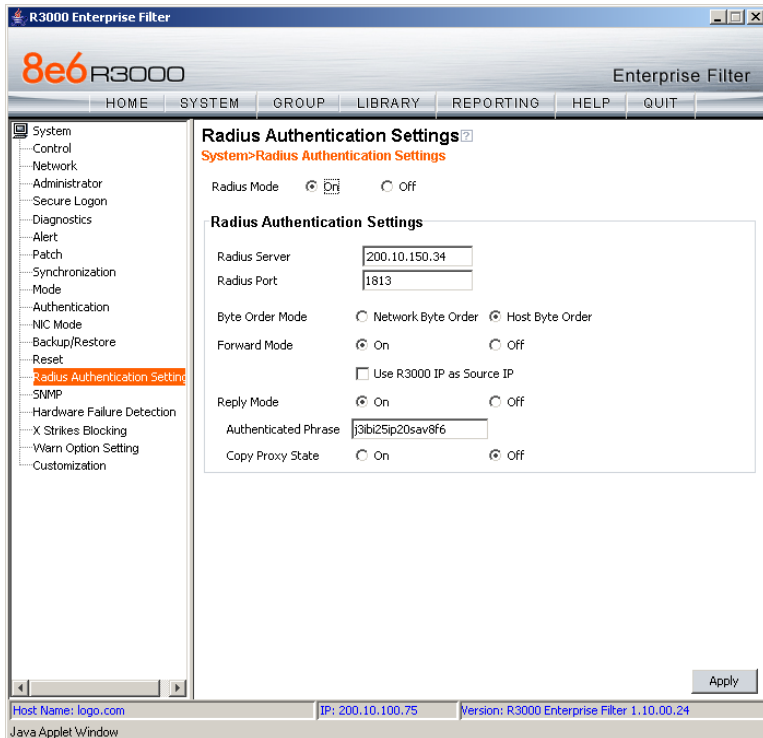 R3000 Enterprise Filter
8e6 R3000
Enterprise Filter
HOME SYSTEM GROUP LIBRARY REPORTING HELP QUIT
System
Control
Network
Administrator
Secure Logon
Diagnostics
Alert
Patch
Synchronization
Mode
Authentication
NIC Mode
Backup/Restore
Reset
Radius Authentication Setting
SNMP
Hardware Failure Detection
X Strikes Blocking
Warn Option Setting
Customization
Radius Authentication Settings ?
System>Radius Authentication Settings
Radius Mode On Off
Radius Authentication Settings
Radius Server 200.10.150.34
Radius Port 1813
Byte Order Mode Network Byte Order Host Byte Order
Forward Mode On Off
Use R3000 IP as Source IP
Reply Mode On Off
Authenticated Phrase j3ibi25ip20sav8f6
Copy Proxy State On Off
Apply
Host Name: logo.com IP: 200.10.100.75 Version: R3000 Enterprise Filter 1.10.00.24
Java Applet Window